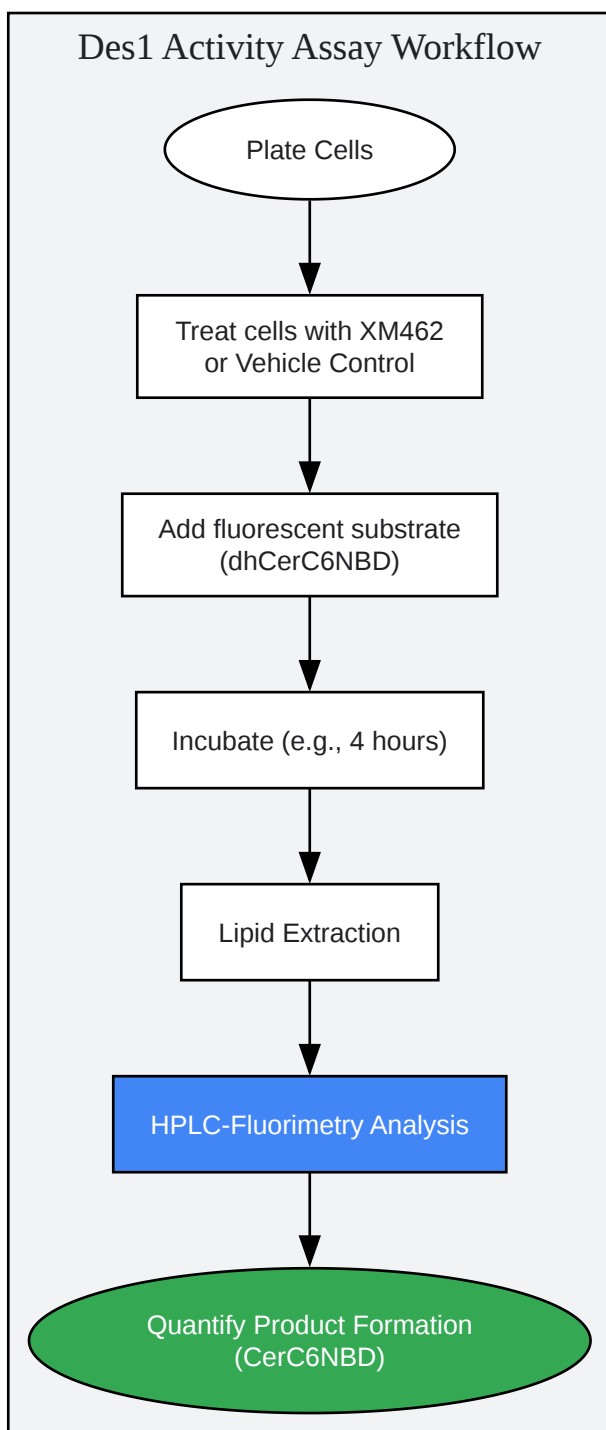 Des1 Activity Assay Workflow
Plate Cells
Treat cells with XM462
or Vehicle Control
Add fluorescent substrate
(dhCerC6NBD)
Incubate (e.g., 4 hours)
Lipid Extraction
HPLC-Fluorimetry Analysis
Quantify Product Formation
(CerC6NBD)